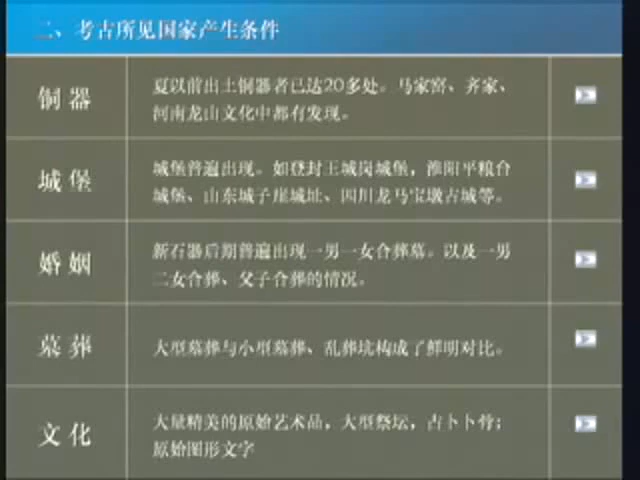 二、考古所见国家产生条件
铜器
夏以前出土铜器者已达20多处。马家窑、齐家、
河南龙山文化中都有发现。
城堡
城堡普遍出现。如登封王城岗城堡，淮阳平粮台
城堡、山东城子崖城址、四川龙马宝墩古城等。
婚姻
新石器后期普遍出现一男一女合葬墓。以及一男
二女合葬、父子合葬的情况。
墓葬
大型墓葬与小型墓葬、乱葬坑构成了鲜明对比。
文化
大量精美的原始艺术品，大型祭坛，占卜卜骨；
原始图形文字